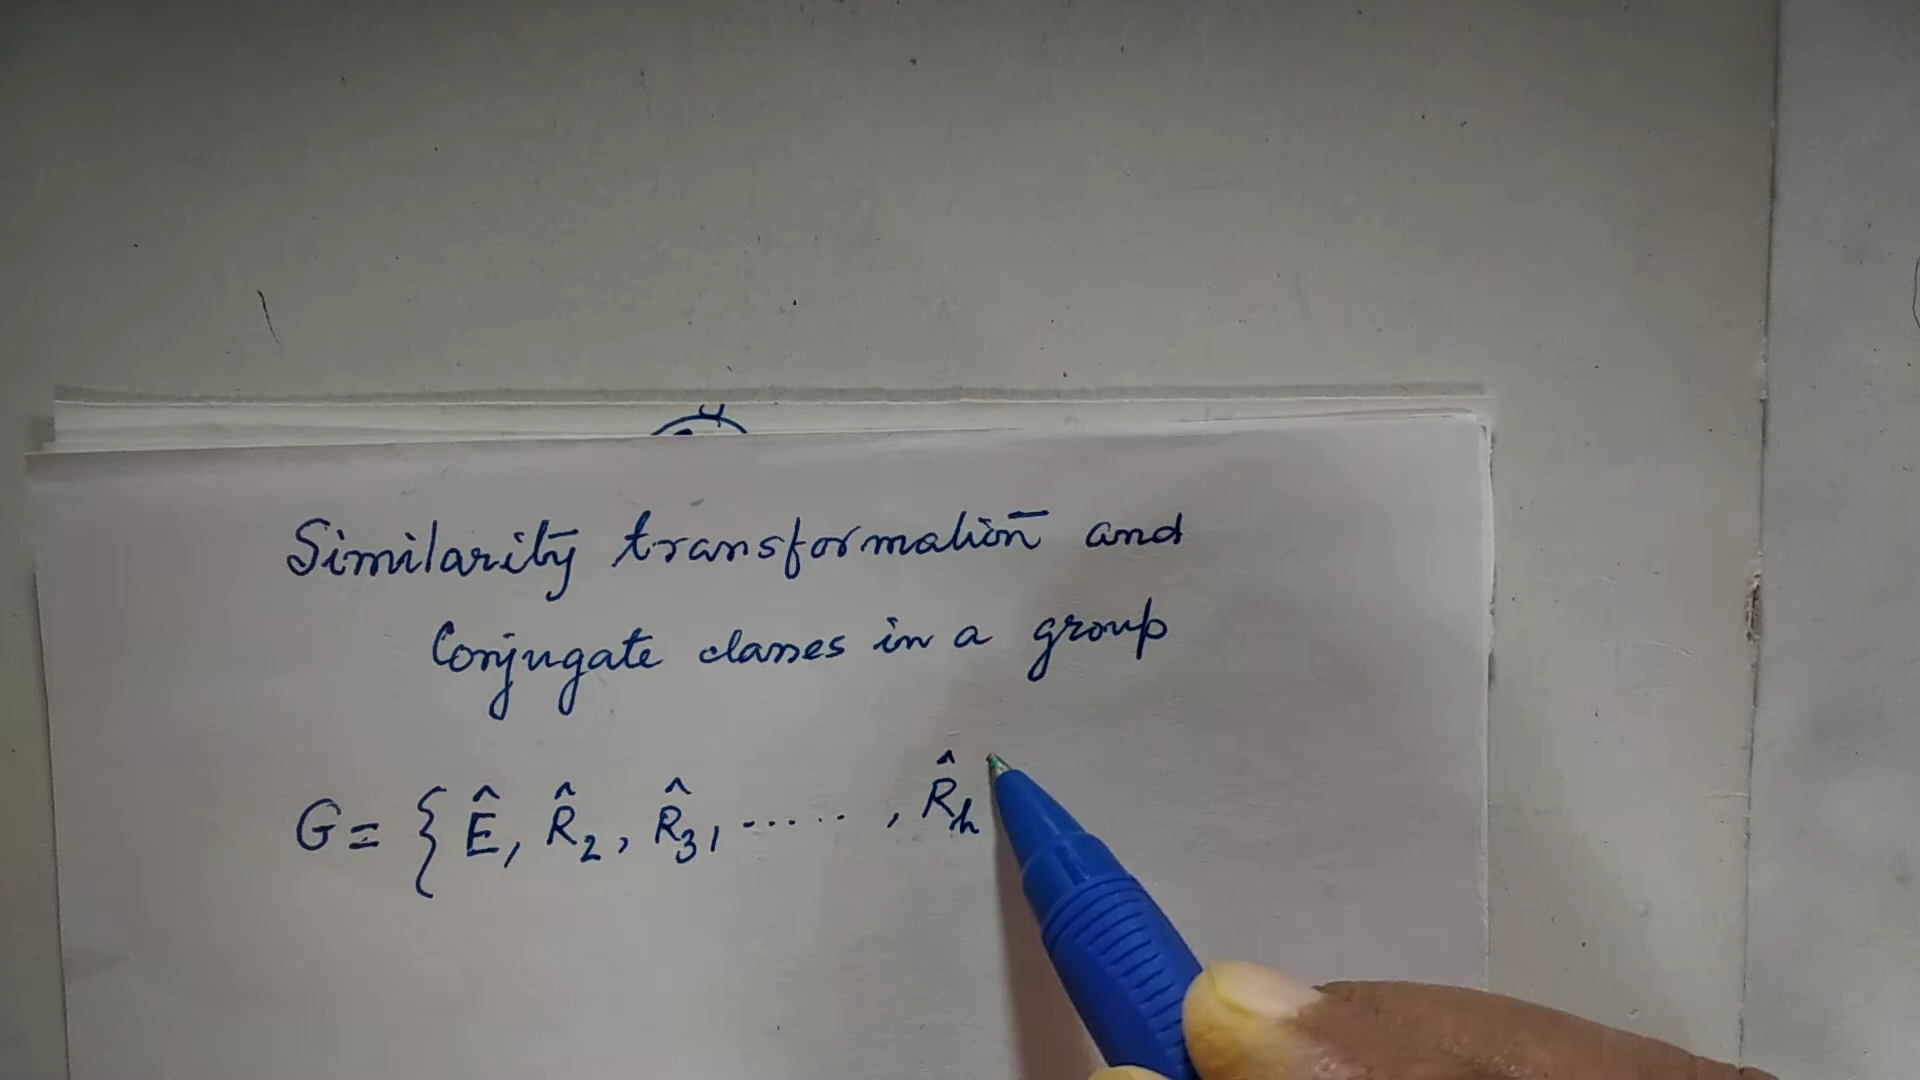 Similarity transformation and
Conjugate classes in a group
G = { Ê, R̂₂, R̂₃, ....., R̂ₕ